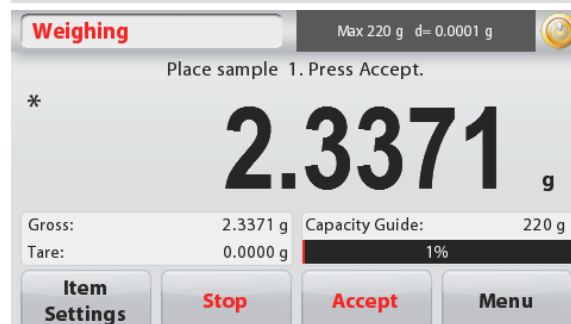 Weighing
Max 220 g d= 0.0001 g
Place sample 1. Press Accept.
*
2.3371 g
Gross: 2.3371 g
Capacity Guide: 220 g
Tare: 0.0000 g
1%
Item
Settings
Stop
Accept
Menu